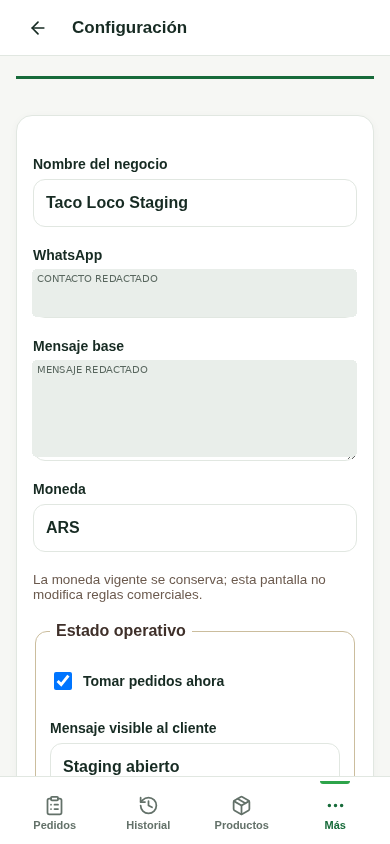 Configuración
Nombre del negocio
Taco Loco Staging
WhatsApp
CONTACTO REDACTADO
Mensaje base
MENSAJE REDACTADO
Moneda
ARS
La moneda vigente se conserva; esta pantalla no
modifica reglas comerciales.
Estado operativo
Tomar pedidos ahora
Mensaje visible al cliente
Staging abierto
Pedidos
Historial
Productos
Más